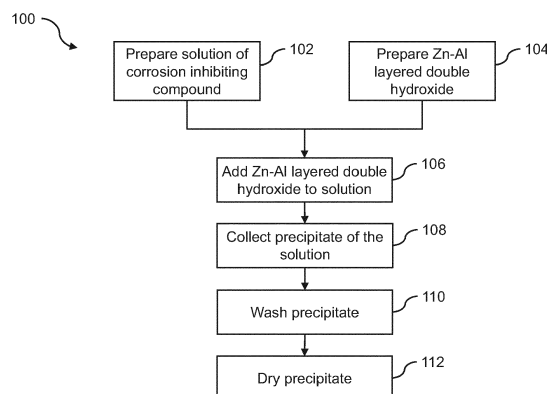 100
Prepare solution of
corrosion inhibiting
compound
102
Prepare Zn-Al
layered double
hydroxide
104
Add Zn-Al layered double
hydroxide to solution
106
Collect precipitate of the
solution
108
Wash precipitate
110
Dry precipitate
112